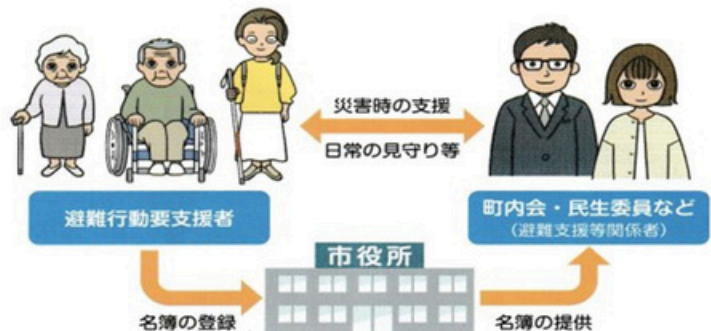 災害時の支援
日常の見守り等
避難行動要支援者
町内会・民生委員など
(避難支援等関係者)
市役所
名簿の登録
名簿の提供